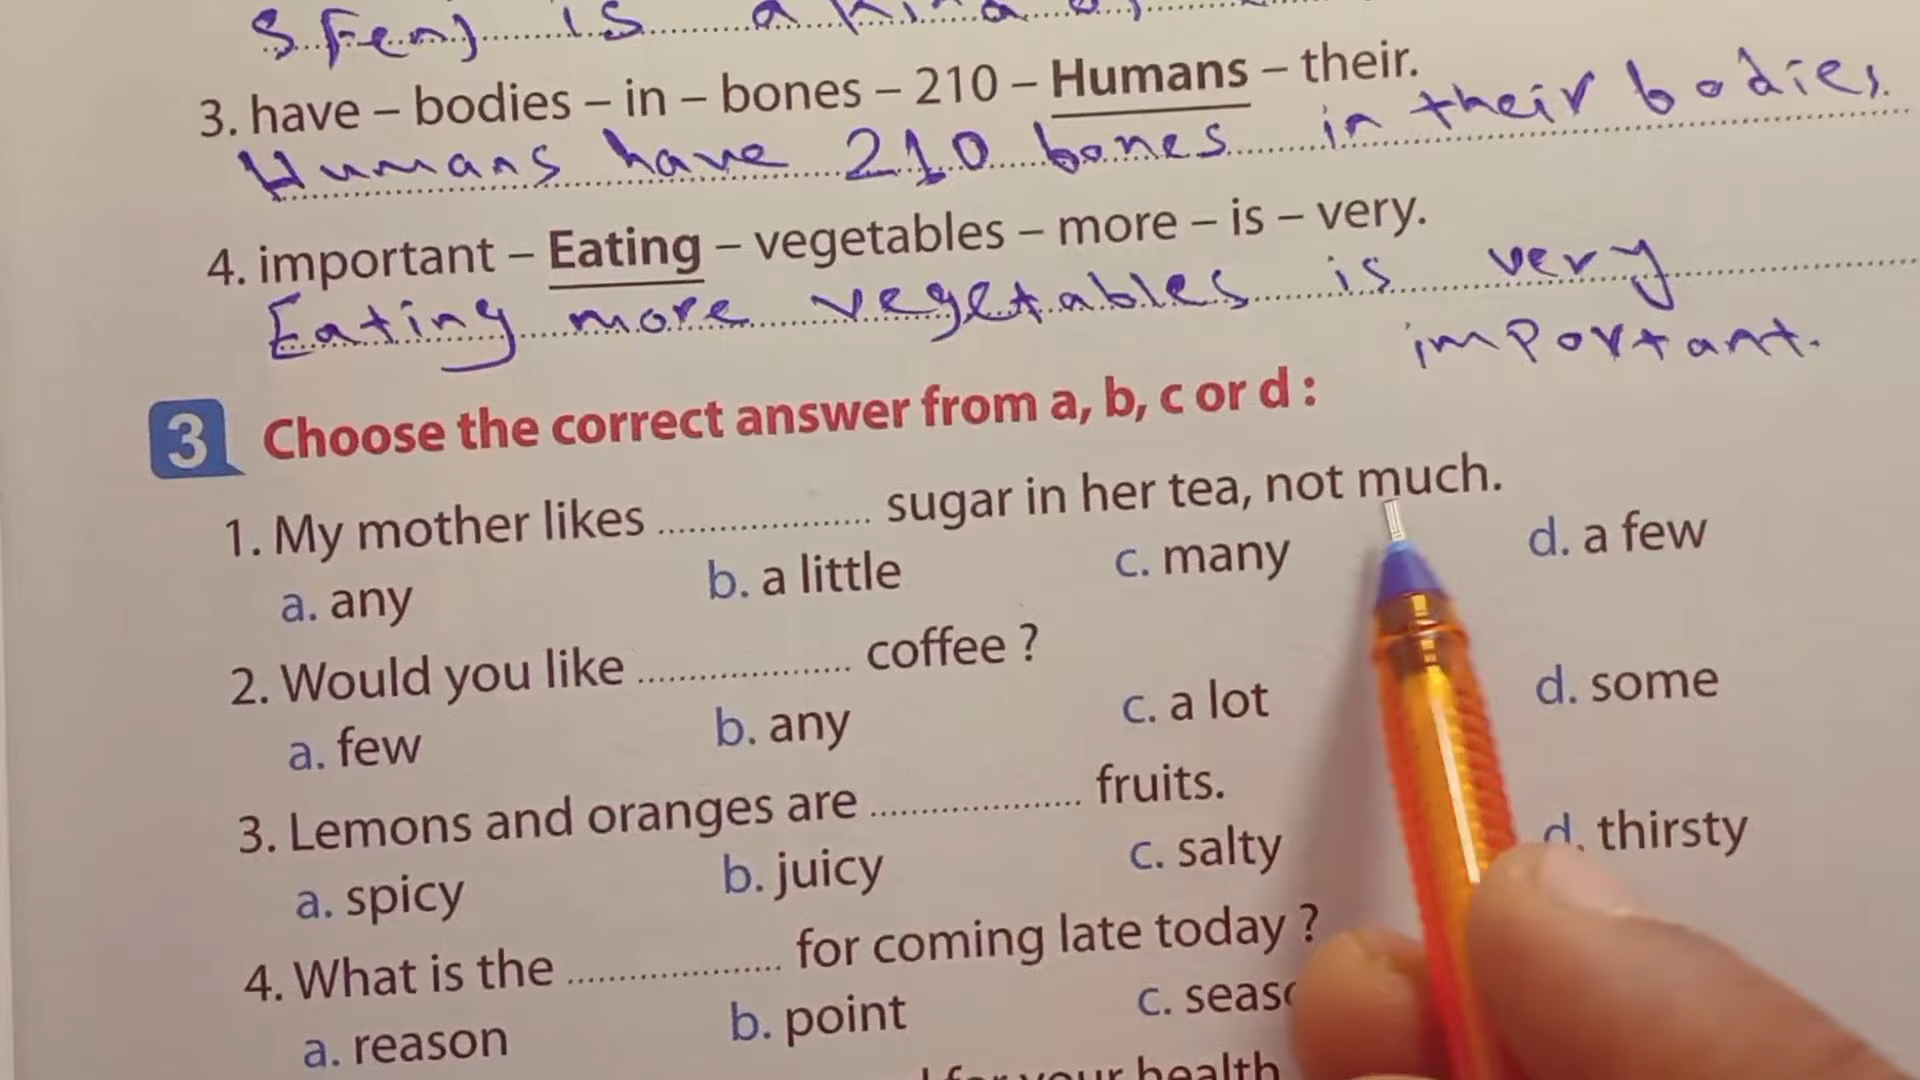 is a
3. have – bodies – in – bones – 210 – Humans – their.
Humans have 210 bones in their bodies.
4. important – Eating – vegetables – more – is – very.
Eating more vegetables is very
important.
3 Choose the correct answer from a, b, c or d :
1. My mother likes .................... sugar in her tea, not much.
a. any b. a little c. many d. a few
2. Would you like .................... coffee ?
a. few b. any c. a lot d. some
3. Lemons and oranges are .................... fruits.
a. spicy b. juicy c. salty d. thirsty
4. What is the .................... for coming late today ?
a. reason b. point c.
for your health